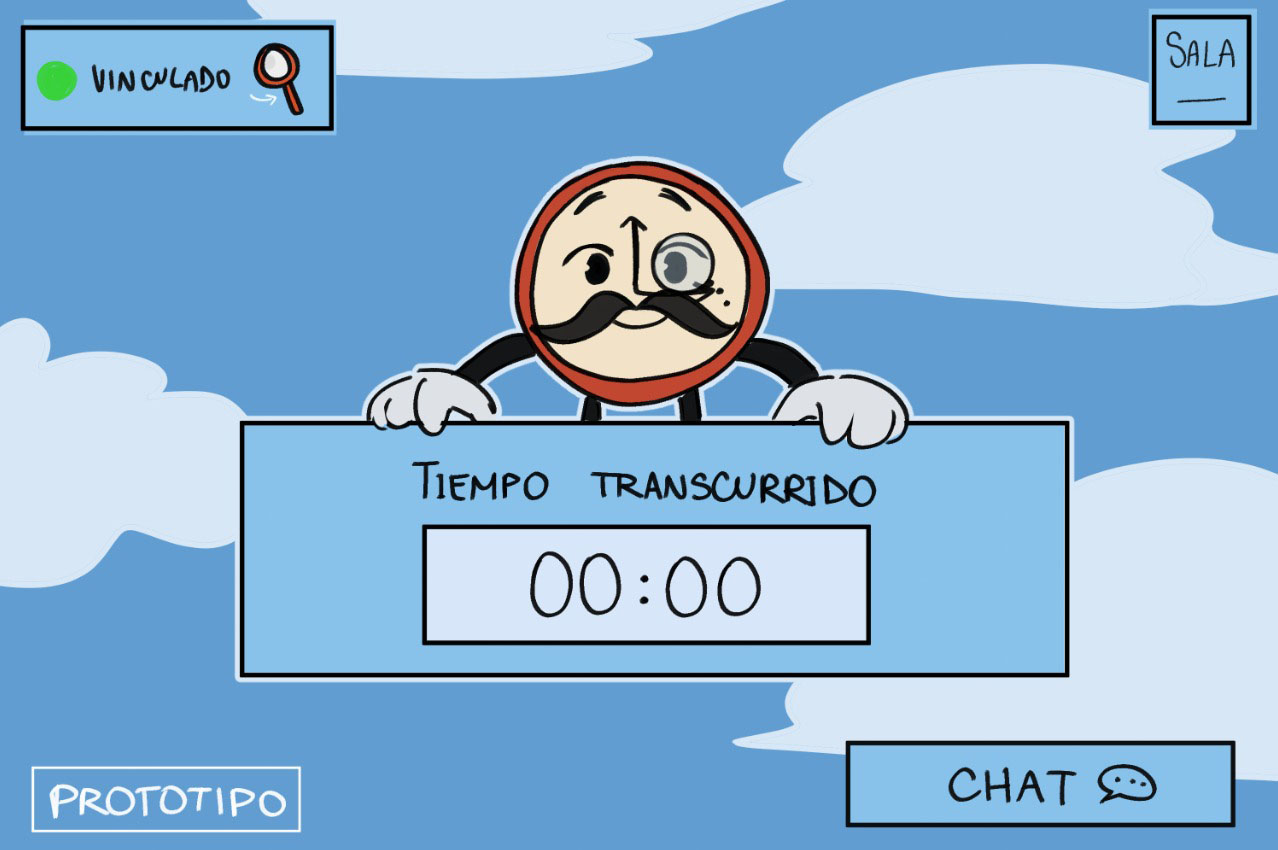 VINCULADO
SALA
TIEMPO TRANSCURRIDO
00:00
PROTOTIPO
CHAT